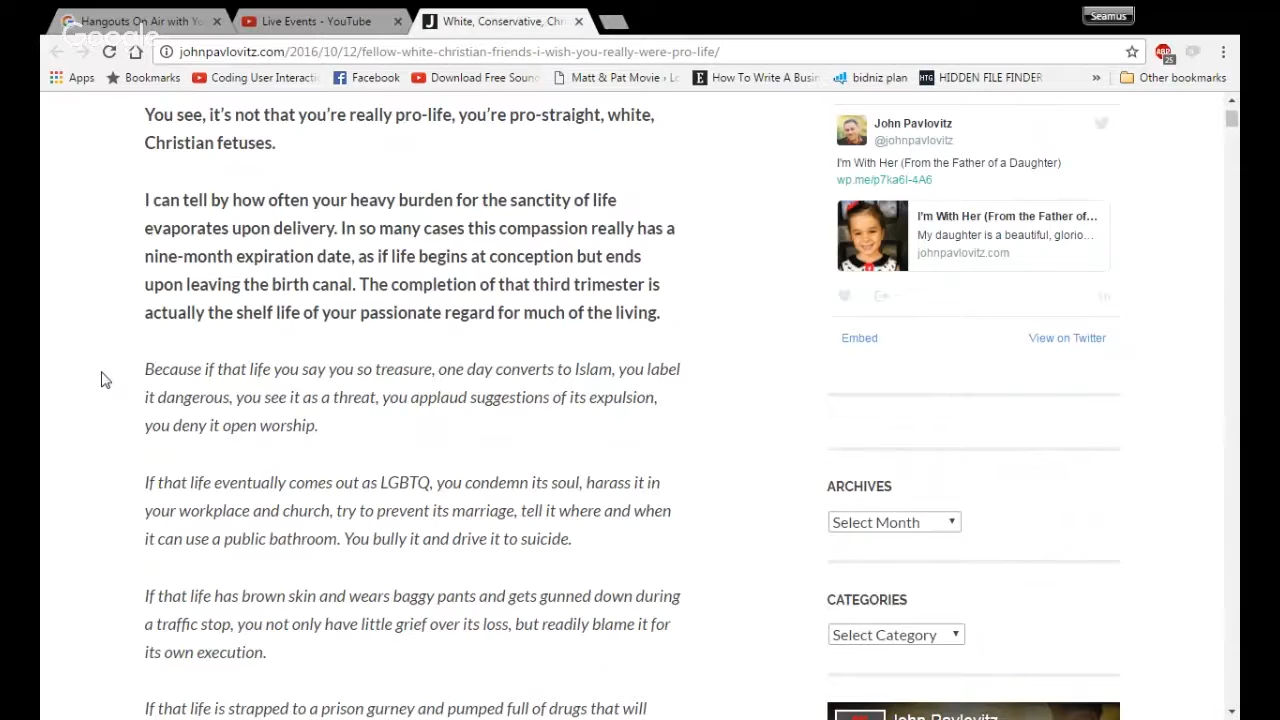 Seamus
Hangouts On Air with Yo
Live Events - YouTube
White, Conservative, Chri
Google
johnpavlovitz.com/2016/10/12/fellow-white-christian-friends-i-wish-you-really-were-pro-life/
25
Apps Bookmarks Coding User Interacti Facebook Download Free Soun Matt & Pat Movie › Lo How To Write A Busin bidniz plan HIDDEN FILE FINDER » Other bookmarks
You see, it's not that you're really pro-life, you're pro-straight, white,
Christian fetuses.
I can tell by how often your heavy burden for the sanctity of life
evaporates upon delivery. In so many cases this compassion really has a
nine-month expiration date, as if life begins at conception but ends
upon leaving the birth canal. The completion of that third trimester is
actually the shelf life of your passionate regard for much of the living.
Because if that life you say you so treasure, one day converts to Islam, you label
it dangerous, you see it as a threat, you applaud suggestions of its expulsion,
you deny it open worship.
If that life eventually comes out as LGBTQ, you condemn its soul, harass it in
your workplace and church, try to prevent its marriage, tell it where and when
it can use a public bathroom. You bully it and drive it to suicide.
If that life has brown skin and wears baggy pants and gets gunned down during
a traffic stop, you not only have little grief over its loss, but readily blame it for
its own execution.
If that life is strapped to a prison gurney and pumped full of drugs that will
John Pavlovitz
@johnpavlovitz
I'm With Her (From the Father of a Daughter)
wp.me/p7ka6I-4A6
I'm With Her (From the Father of...
My daughter is a beautiful, glorio...
johnpavlovitz.com
1h
Embed
View on Twitter
ARCHIVES
Select Month
CATEGORIES
Select Category
John Pavlovitz